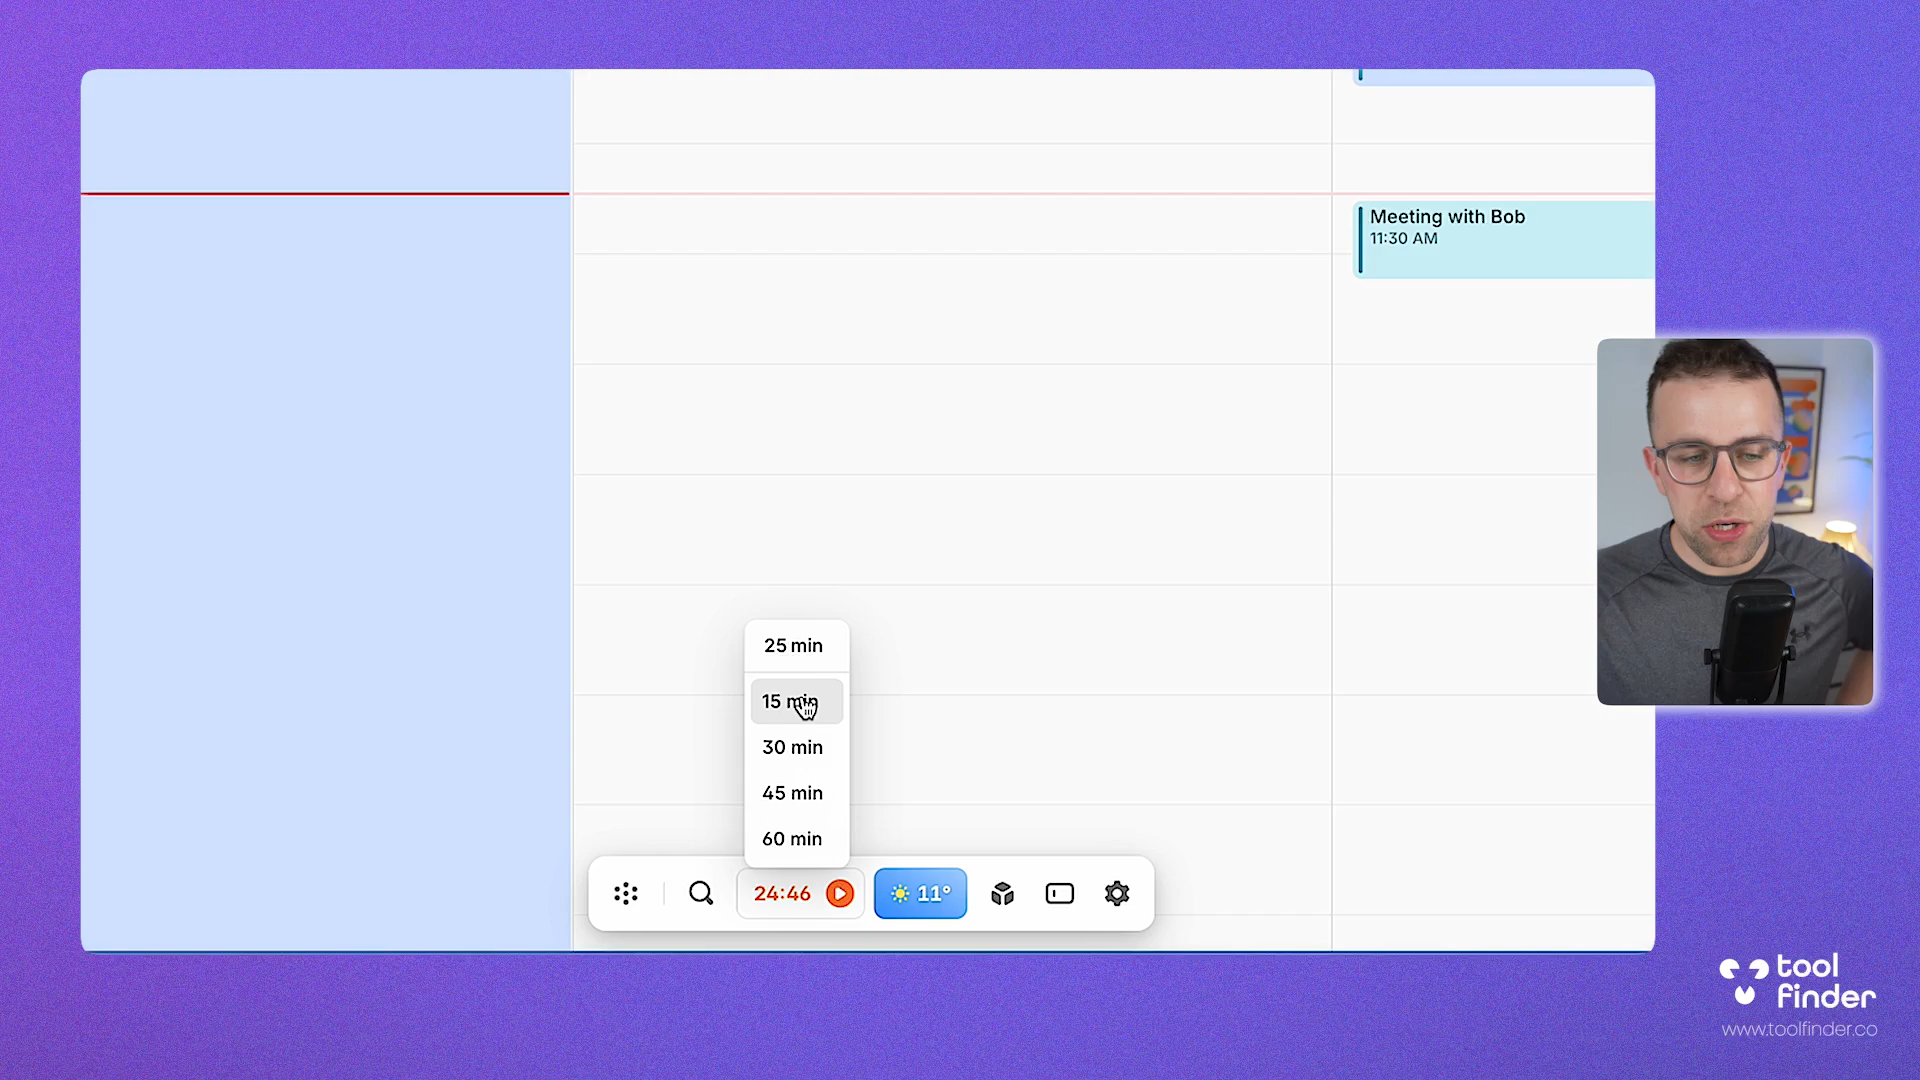 Meeting with Bob
11:30 AM
25 min
15 min
30 min
45 min
60 min
24:46
11°
tool
finder
www.toolfinder.co